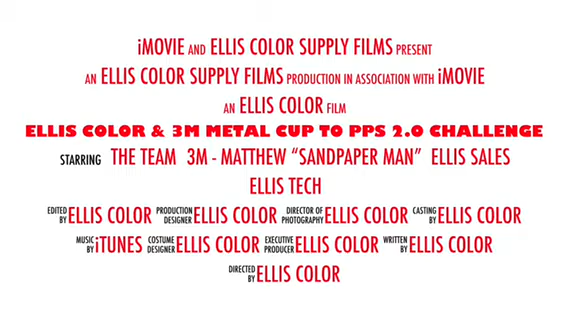 iMOVIE AND ELLIS COLOR SUPPLY FILMS PRESENT
AN ELLIS COLOR SUPPLY FILMS PRODUCTION IN ASSOCIATION WITH iMOVIE
AN ELLIS COLOR FILM
ELLIS COLOR & 3M METAL CUP TO PPS 2.0 CHALLENGE
STARRING THE TEAM 3M - MATTHEW “SANDPAPER MAN” ELLIS SALES
ELLIS TECH
EDITED BY ELLIS COLOR PRODUCTION DESIGNER ELLIS COLOR DIRECTOR OF PHOTOGRAPHY ELLIS COLOR CASTING BY ELLIS COLOR
MUSIC BY iTUNES COSTUME DESIGNER ELLIS COLOR EXECUTIVE PRODUCER ELLIS COLOR WRITTEN BY ELLIS COLOR
DIRECTED BY ELLIS COLOR